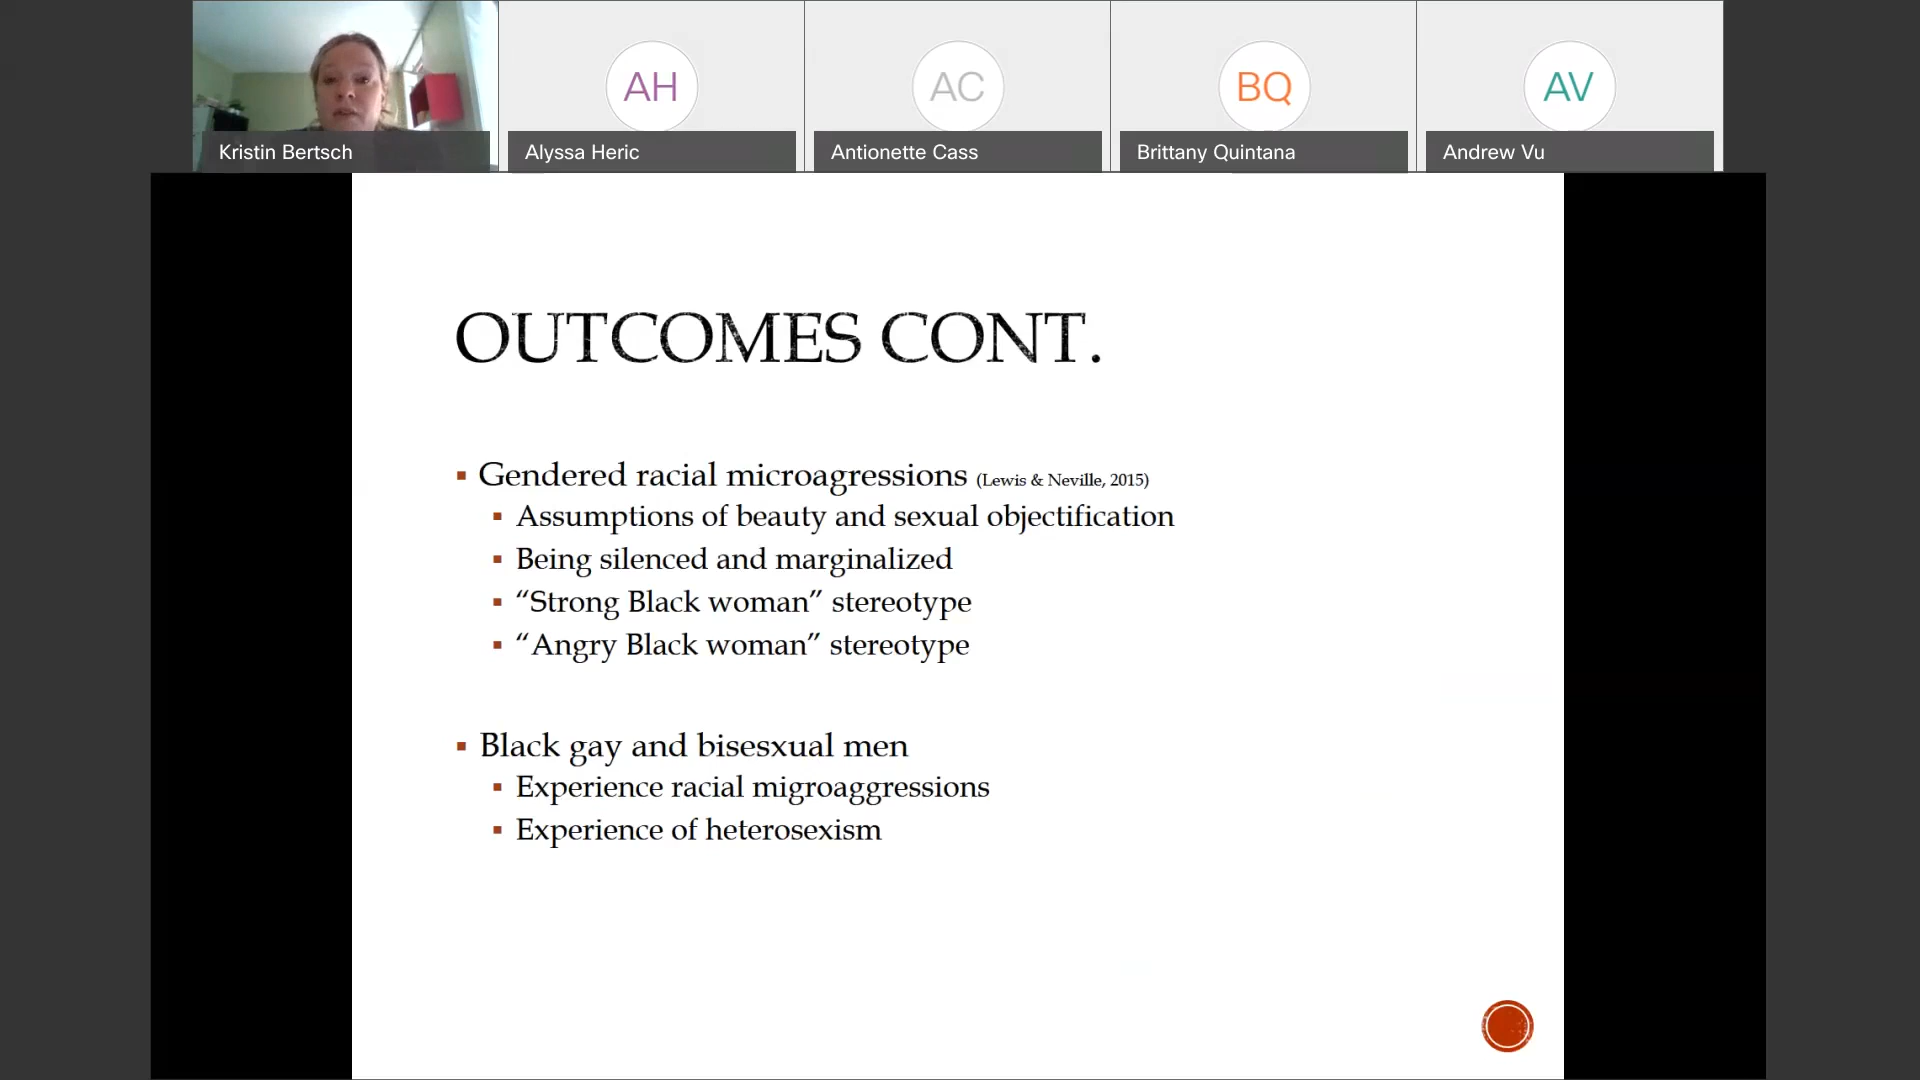 AH
AC
BQ
AV
Kristin Bertsch
Alyssa Heric
Antionette Cass
Brittany Quintana
Andrew Vu
OUTCOMES CONT.
▪ Gendered racial microagressions (Lewis & Neville, 2015)
▪ Assumptions of beauty and sexual objectification
▪ Being silenced and marginalized
▪ “Strong Black woman” stereotype
▪ “Angry Black woman” stereotype
▪ Black gay and bisesxual men
▪ Experience racial migroaggressions
▪ Experience of heterosexism